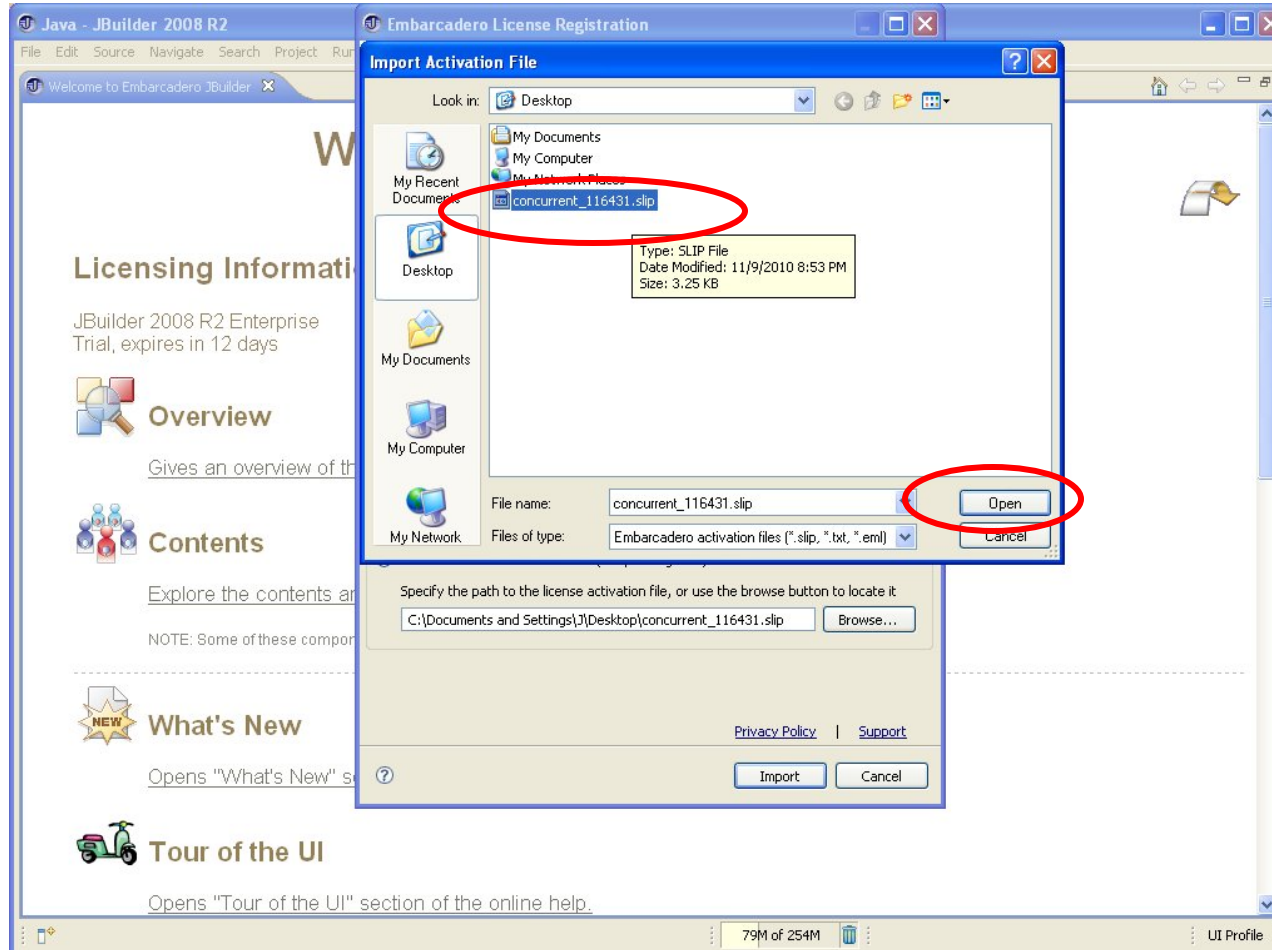 Java - JBuilder 2008 R2
File Edit Source Navigate Search Project Run
Welcome to Embarcadero JBuilder
W
Licensing Informati
JBuilder 2008 R2 Enterprise
Trial, expires in 12 days
Overview
Gives an overview of th
Contents
Explore the contents an
NOTE: Some of these compor
NEW
What's New
Opens "What's New" se
Tour of the UI
Opens "Tour of the UI" section of the online help.
Embarcadero License Registration
Import Activation File
Look in: Desktop
My Recent
Documents
Desktop
My Documents
My Computer
My Network
My Documents
My Computer
My Network Places
concurrent_116431.slip
Type: SLIP File
Date Modified: 11/9/2010 8:53 PM
Size: 3.25 KB
File name: concurrent_116431.slip Open
Files of type: Embarcadero activation files (*.slip, *.txt, *.eml) Cancel
Specify the path to the license activation file, or use the browse button to locate it
C:\Documents and Settings\J\Desktop\concurrent_116431.slip Browse...
Privacy Policy | Support
Import Cancel
79M of 254M
UI Profile